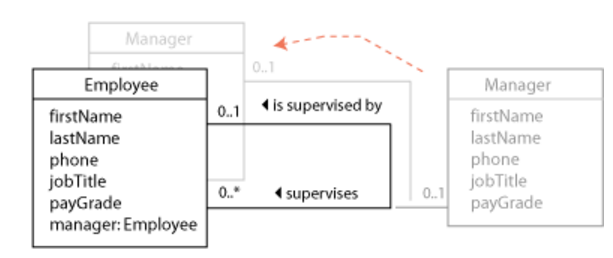 Manager
0..1
Employee
firstName
lastName
phone
jobTitle
payGrade
manager: Employee
0..1
is supervised by
0..*
supervises
0..1
Manager
firstName
lastName
phone
jobTitle
payGrade